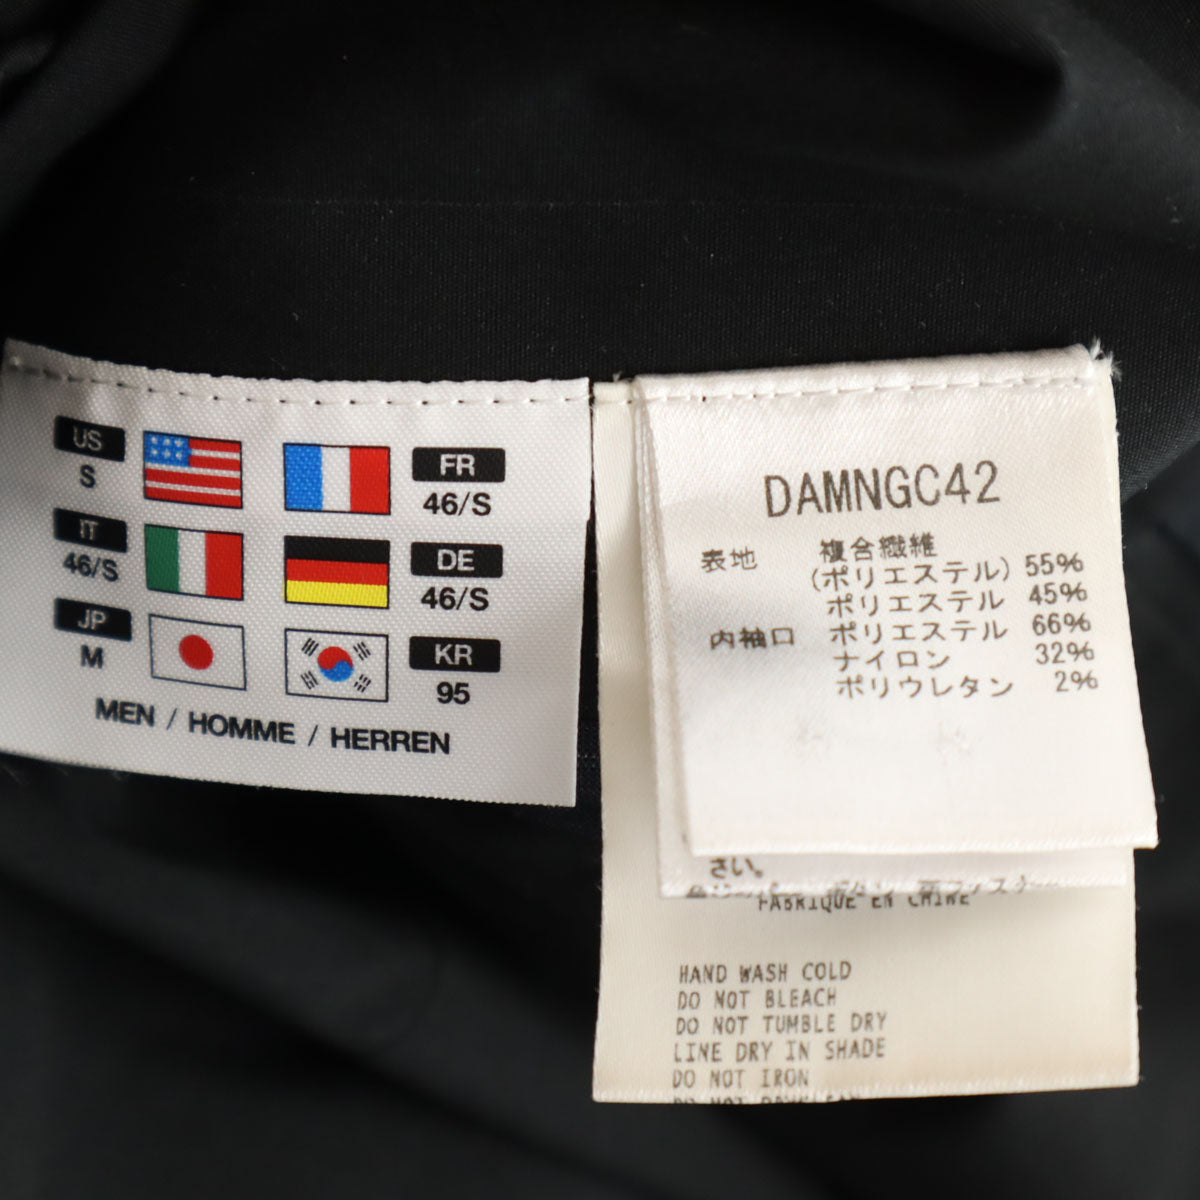 US
S
FR
46/S
IT
46/S
DE
46/S
JP
M
KR
95
MEN / HOMME / HERREN
DAMNGC42
表地 複合繊維
(ポリエステル) 55%
ポリエステル 45%
内袖口 ポリエステル 66%
ナイロン 32%
ポリウレタン 2%
さい。
FABRIQUE EN CHINE
HAND WASH COLD
DO NOT BLEACH
DO NOT TUMBLE DRY
LINE DRY IN SHADE
DO NOT IRON
DO NOT